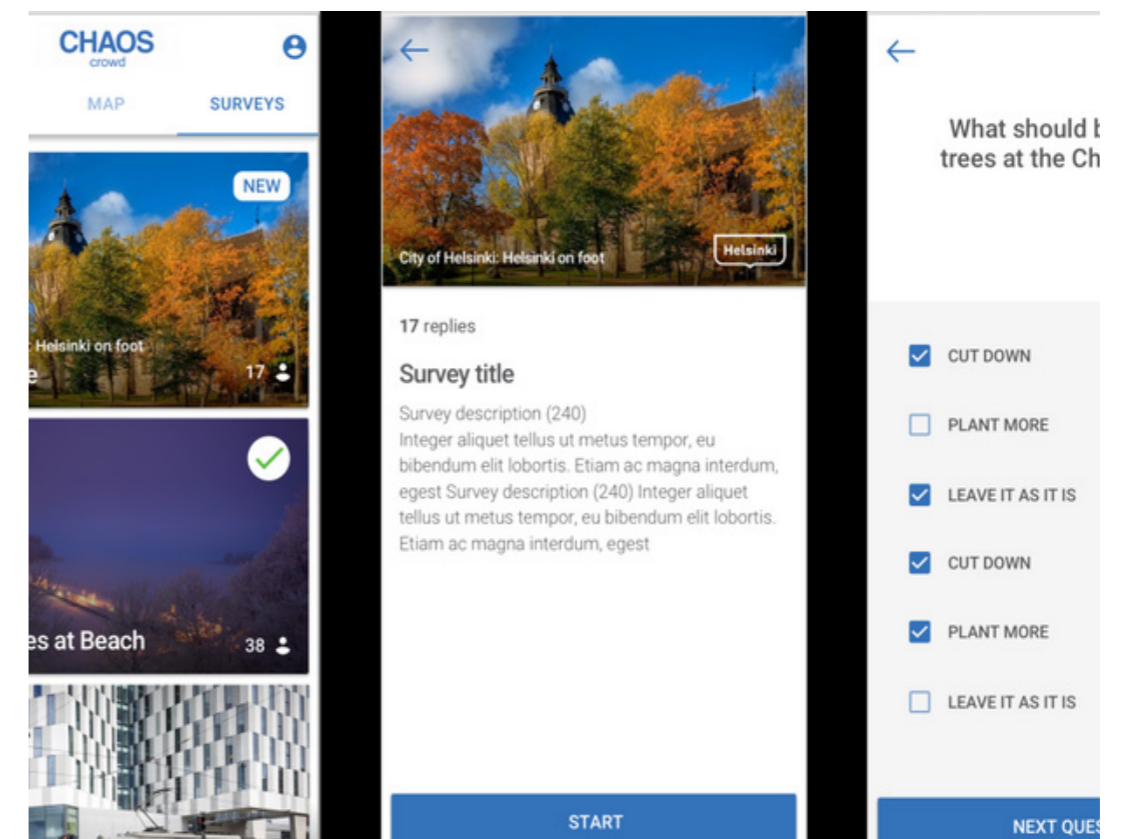 CHAOS
crowd
MAP
SURVEYS
NEW
: Helsinki on foot
e
17
es at Beach
38
City of Helsinki: Helsinki on foot
Helsinki
17 replies
Survey title
Survey description (240)
Integer aliquet tellus ut metus tempor, eu
bibendum elit lobortis. Etiam ac magna interdum,
egest Survey description (240) Integer aliquet
tellus ut metus tempor, eu bibendum elit lobortis.
Etiam ac magna interdum, egest
START
What should b
trees at the Ch
CUT DOWN
PLANT MORE
LEAVE IT AS IT IS
CUT DOWN
PLANT MORE
LEAVE IT AS IT IS
NEXT QUES